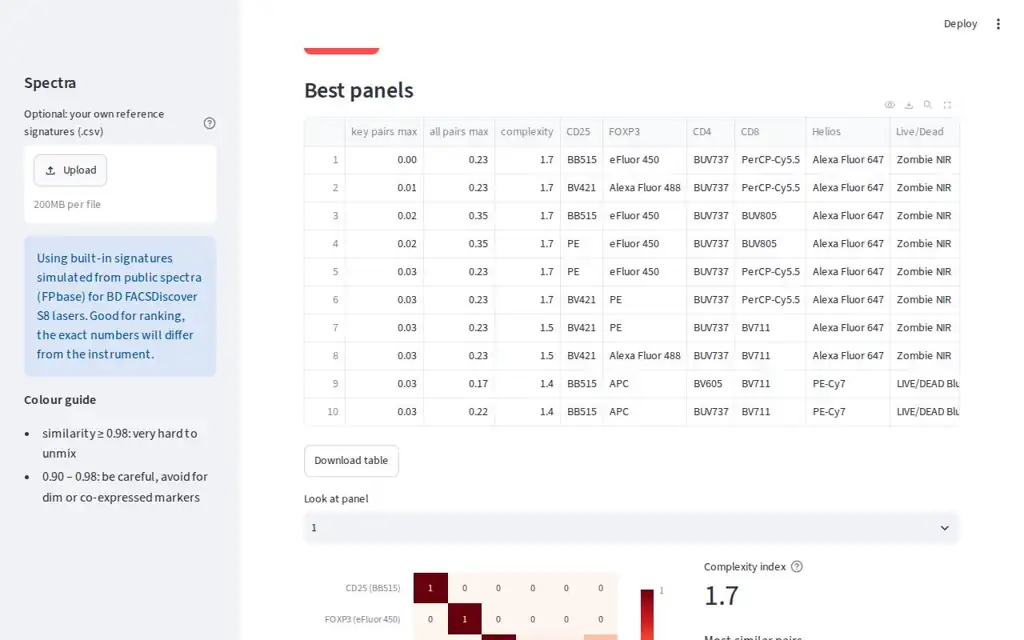 Deploy
Spectra
Optional: your own reference
signatures (.csv)
Upload
200MB per file
Using built-in signatures
simulated from public spectra
(FPbase) for BD FACSDiscover
S8 lasers. Good for ranking,
the exact numbers will differ
from the instrument.
Colour guide
• similarity ≥ 0.98: very hard to
unmix
• 0.90 – 0.98: be careful, avoid for
dim or co-expressed markers
Best panels
key pairs max all pairs max complexity CD25 FOXP3 CD4 CD8 Helios Live/Dead
1 0.00 0.23 1.7 BB515 eFluor 450 BUV737 PerCP-Cy5.5 Alexa Fluor 647 Zombie NIR
2 0.01 0.23 1.7 BV421 Alexa Fluor 488 BUV737 PerCP-Cy5.5 Alexa Fluor 647 Zombie NIR
3 0.02 0.35 1.7 BB515 eFluor 450 BUV737 BUV805 Alexa Fluor 647 Zombie NIR
4 0.02 0.35 1.7 PE eFluor 450 BUV737 BUV805 Alexa Fluor 647 Zombie NIR
5 0.03 0.23 1.7 PE eFluor 450 BUV737 PerCP-Cy5.5 Alexa Fluor 647 Zombie NIR
6 0.03 0.23 1.7 BV421 PE BUV737 PerCP-Cy5.5 Alexa Fluor 647 Zombie NIR
7 0.03 0.23 1.5 BV421 PE BUV737 BV711 Alexa Fluor 647 Zombie NIR
8 0.03 0.23 1.5 BV421 Alexa Fluor 488 BUV737 BV711 Alexa Fluor 647 Zombie NIR
9 0.03 0.17 1.4 BB515 APC BV605 BV711 PE-Cy7 LIVE/DEAD Blu
10 0.03 0.22 1.4 BB515 APC BUV737 BV711 PE-Cy7 LIVE/DEAD Blu
Download table
Look at panel
1
Complexity index
1.7
Most similar pairs
CD25 (BB515) 1 0 0 0 0 0
FOXP3 (eFluor 450) 0 1 0 0 0 0
1